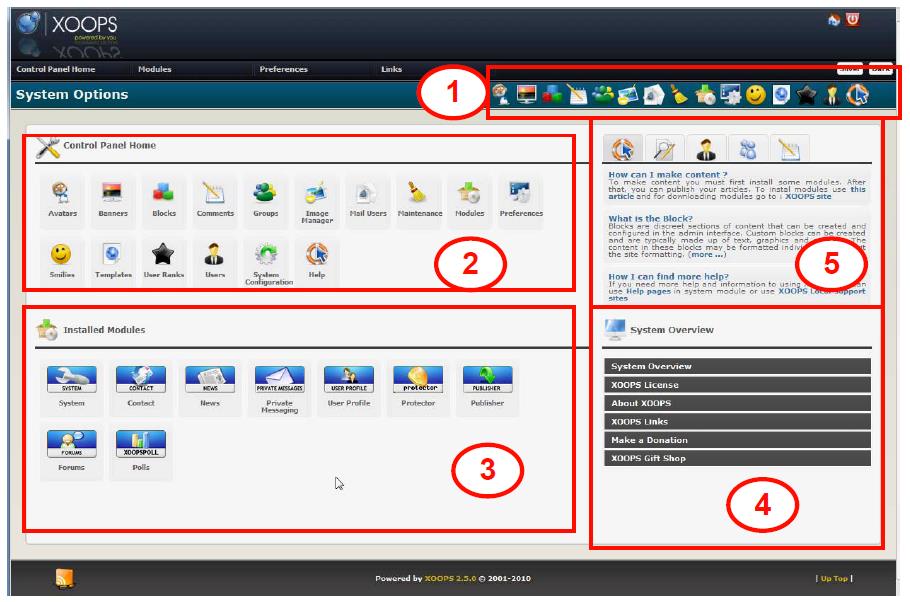 XOOPS
powered by you
Control Panel Home
Modules
Preferences
Links
System Options
1
Control Panel Home
Avatars
Banners
Blocks
Comments
Groups
Image
Manager
Mail Users
Maintenance
Modules
Preferences
Smilies
Templates
User Ranks
Users
System
Configuration
Help
2
How can I make content ?
To make content you must first install some modules. After
that, you can publish your articles. To instal modules use this
article and for downloading modules go to : XOOPS site
What is the Block?
Blocks are discreet sections of content that can be created and
configured in the admin interface. Custom blocks can be created
and are typically made up of text, graphics and The
content in these blocks may be formatted
the site formatting. (more ...)
How I can find more help?
If you need more help and information to using
use Help pages in system module or use XOOPS Local support
sites
5
Installed Modules
SYSTEM
System
CONTACT
Contact
NEWS
News
PRIVATE MESSAGES
Private
Messaging
USER PROFILE
User Profile
protector
Protector
PUBLISHER
Publisher
FORUMS
Forums
XOOPSPOLL
Polls
3
System Overview
System Overview
XOOPS License
About XOOPS
XOOPS Links
Make a Donation
XOOPS Gift Shop
4
Powered by XOOPS 2.5.0 © 2001-2010
| Up Top |